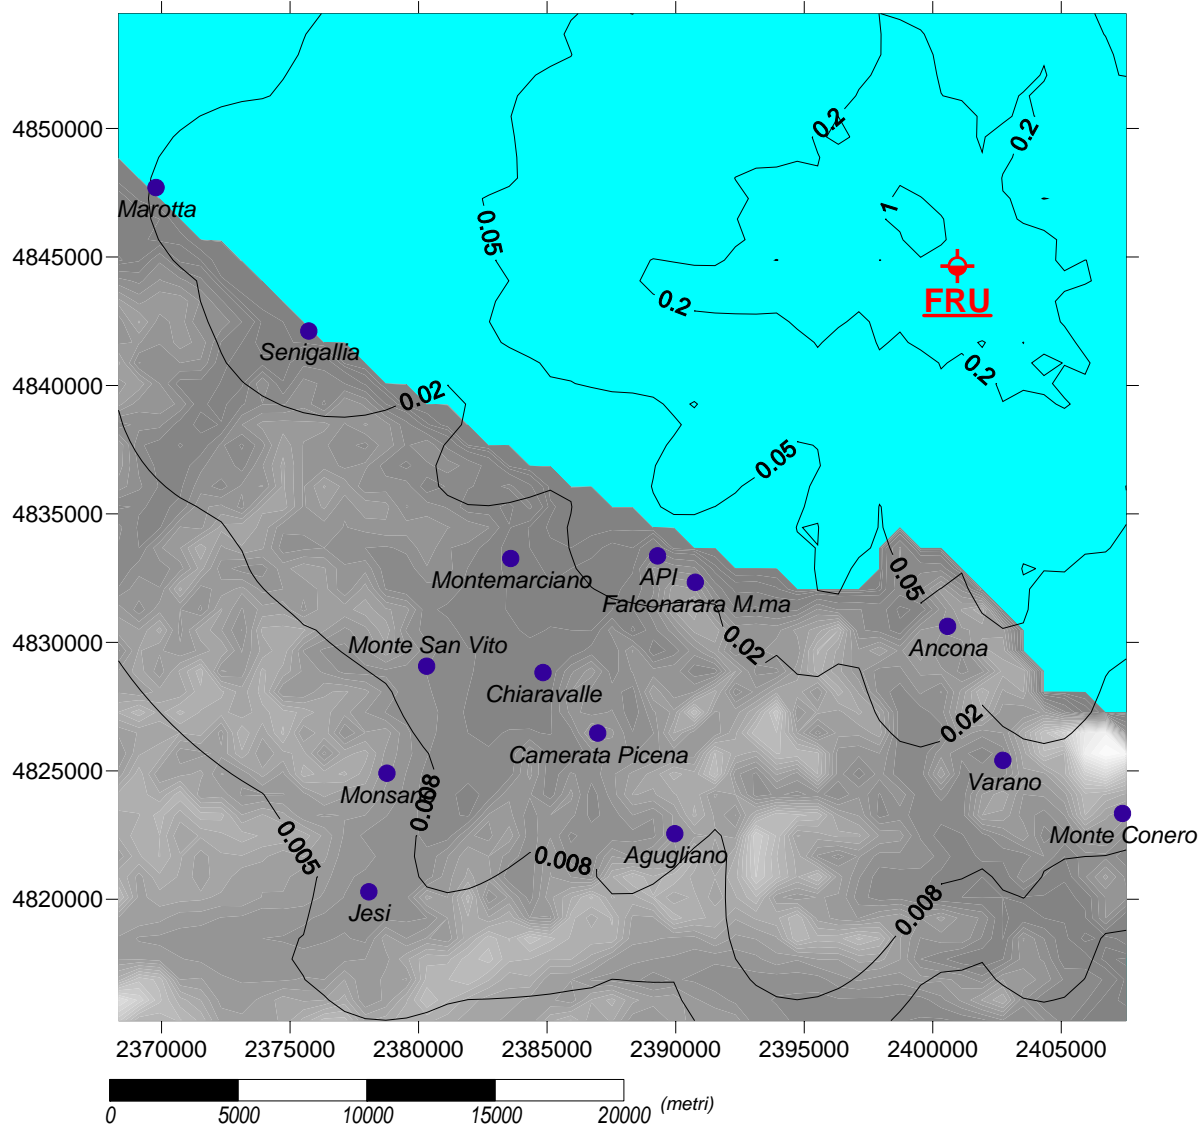 0.2
4850000
0.2
Marotta
1
0.05
4845000
FRU
0.2
Senigallia
0.2
4840000
0.02
0.05
4835000
Montemarciano
API
0.05
Falconarara M.ma
4830000
Monte San Vito
0.02
Ancona
Chiaravalle
0.02
Camerata Picena
4825000
Varano
Monsano
0.008
0.005
Monte Conero
0.008
Agugliano
4820000
Jesi
0.008
2370000 2375000 2380000 2385000 2390000 2395000 2400000 2405000
0 5000 10000 15000 20000 (metri)